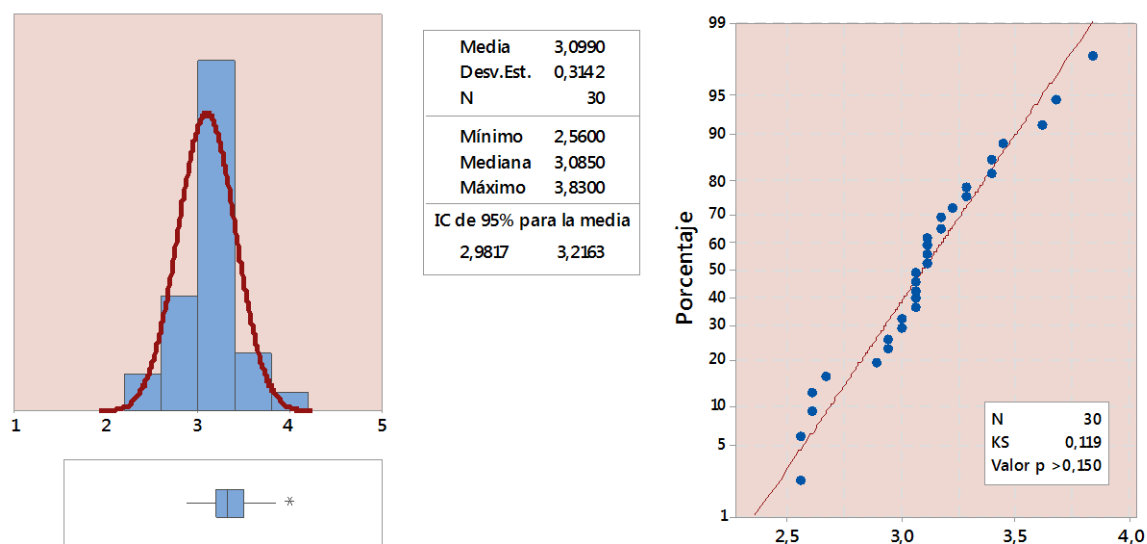 1 2 3 4 5
Media 3,0990
Desv.Est. 0,3142
N 30
Mínimo 2,5600
Mediana 3,0850
Máximo 3,8300
IC de 95% para la media
2,9817 3,2163
*
Porcentaje
99
95
90
80
70
60
50
40
30
20
10
5
1
N 30
KS 0,119
Valor p >0,150
2,5 3,0 3,5 4,0